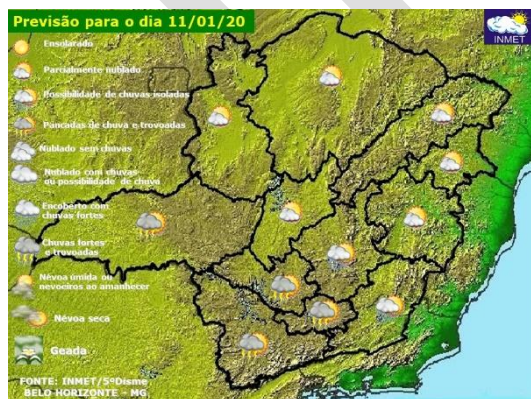 Previsão para o dia 11/01/20
INMET
Ensolarado
Parcialmente nublado
Possibilidade de chuvas isoladas
Pancadas de chuva e trovoadas
Nublado sem chuvas
Nublado com chuvas
ou possibilidade de chuva
Encoberto com
chuvas fortes
Chuvas fortes
e trovoadas
Névoa úmida ou
nevoeiros ao amanhecer
Névoa seca
Geada
FONTE: INMET/5ºDisme
BELO HORIZONTE - MG